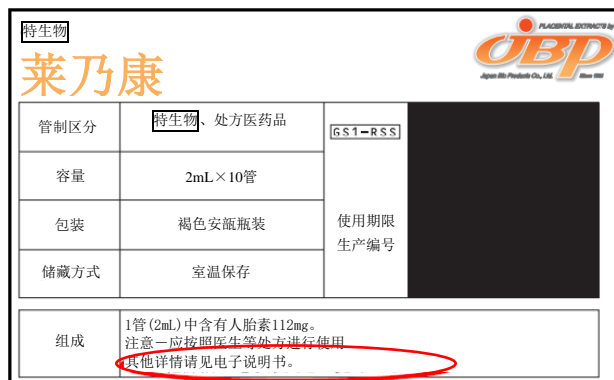 特生物
莱乃康
PLACENTAL EXTRACTS by
JBP
Japan Bio Products Co., Ltd. Since 1954
管制区分
特生物、处方医药品
GS1-RSS
容量
2mL×10管
包装
褐色安瓿瓶装
使用期限
生产编号
储藏方式
室温保存
组成
1管(2mL)中含有人胎素112mg。
注意－应按照医生等处方进行使用
其他详情请见电子说明书。